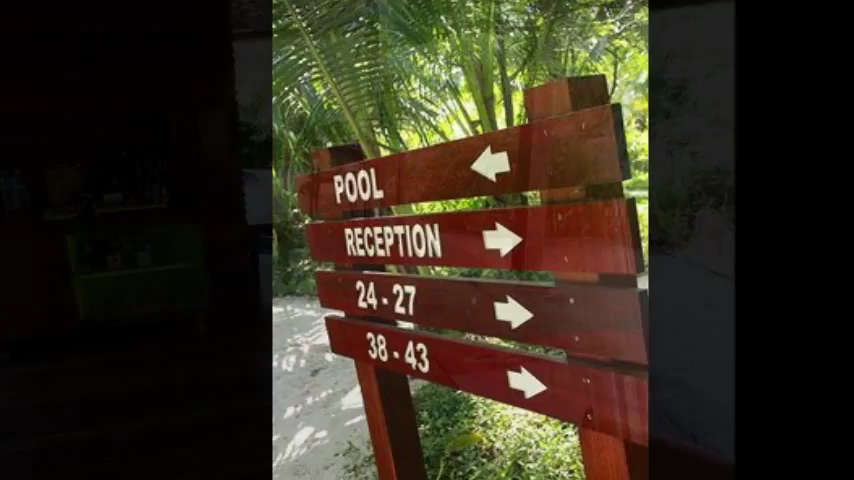 POOL
RECEPTION
24 - 27
38 - 43